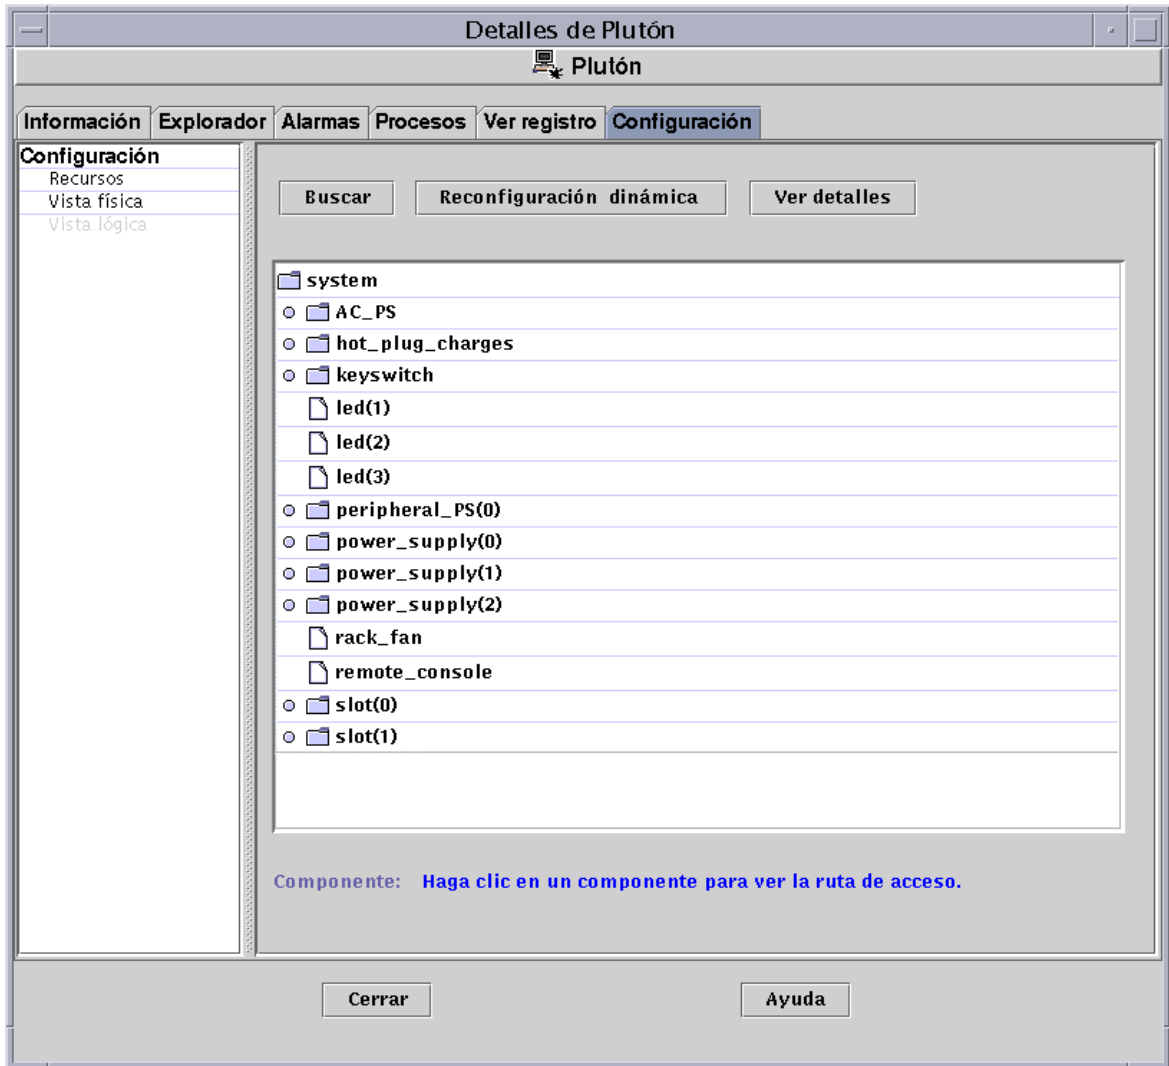 Detalles de Plutón
Plutón
Información Explorador Alarmas Procesos Ver registro Configuración
Configuración
Recursos
Vista física
Vista lógica
Buscar Reconfiguración dinámica Ver detalles
system
AC_PS
hot_plug_charges
keyswitch
led(1)
led(2)
led(3)
peripheral_PS(0)
power_supply(0)
power_supply(1)
power_supply(2)
rack_fan
remote_console
slot(0)
slot(1)
Componente: Haga clic en un componente para ver la ruta de acceso.
Cerrar Ayuda